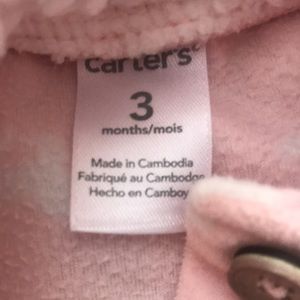 carter's
3
months/mois
Made in Cambodia
Fabriqué au Cambodge
Hecho en Camboy